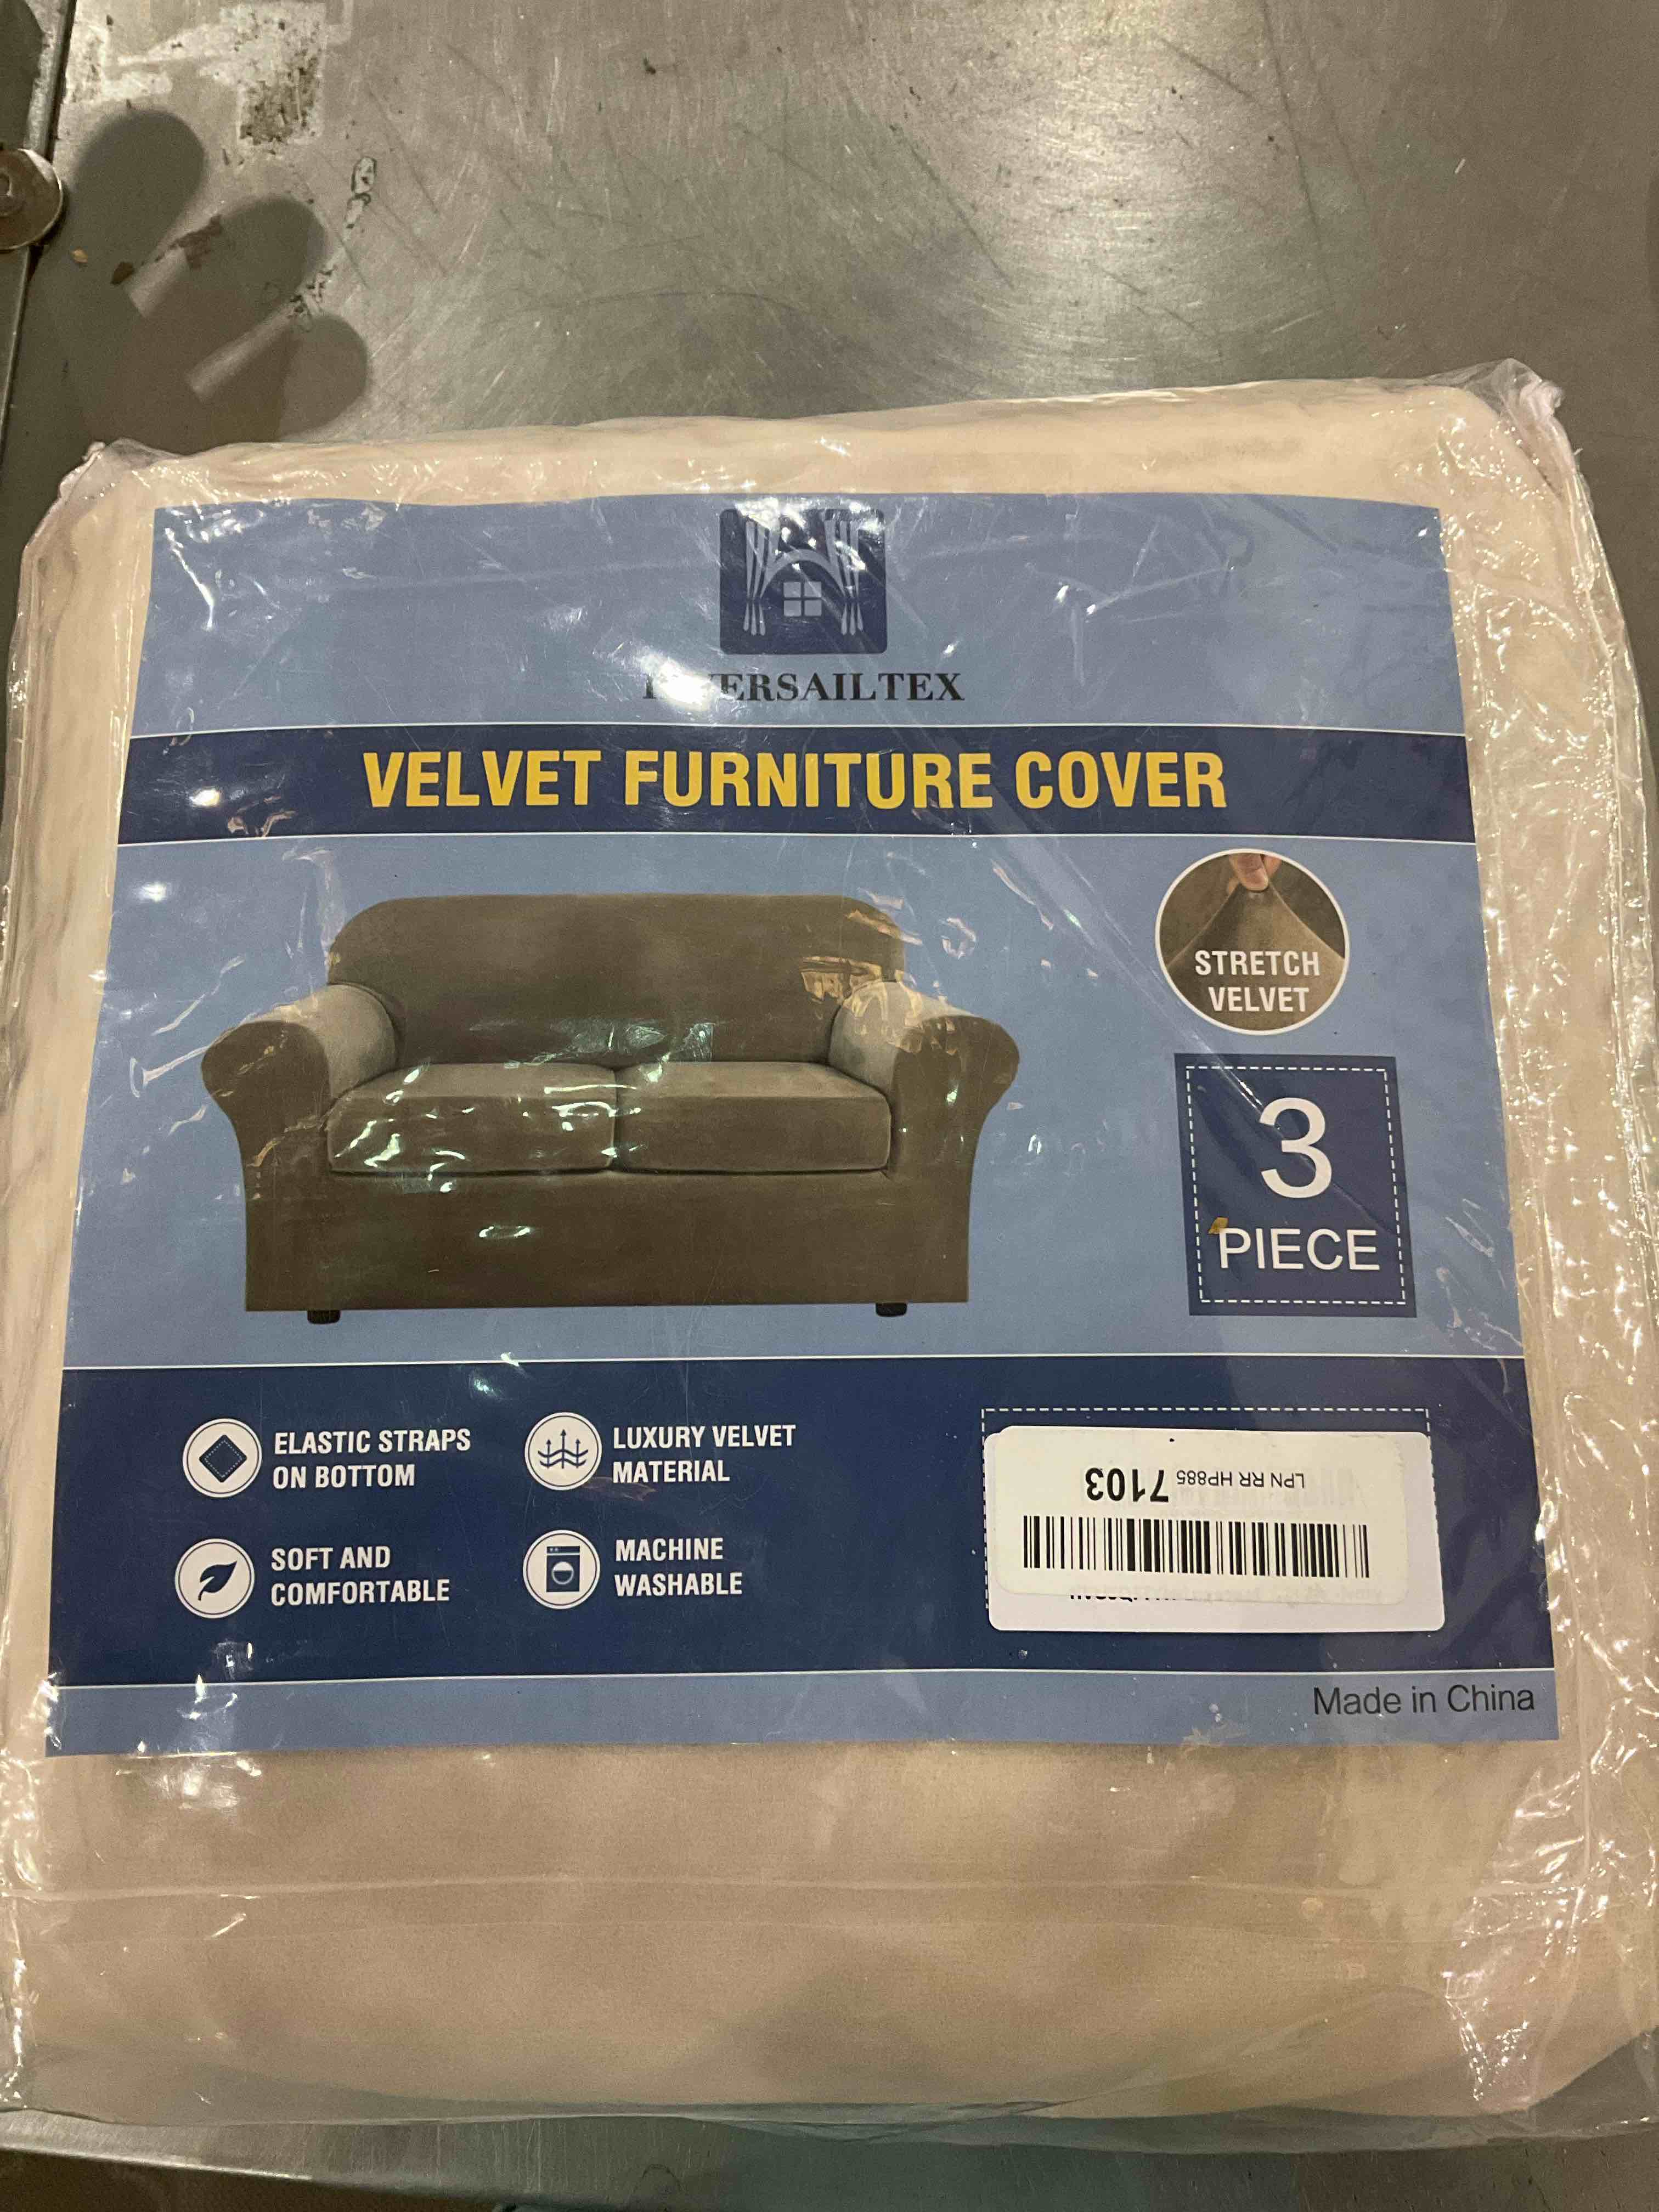 VERSAILTEX
VELVET FURNITURE COVER
STRETCH
VELVET
3
PIECE
ELASTIC STRAPS
ON BOTTOM
LUXURY VELVET
MATERIAL
SOFT AND
COMFORTABLE
MACHINE
WASHABLE
LPN RR HP885 7103
Made in China